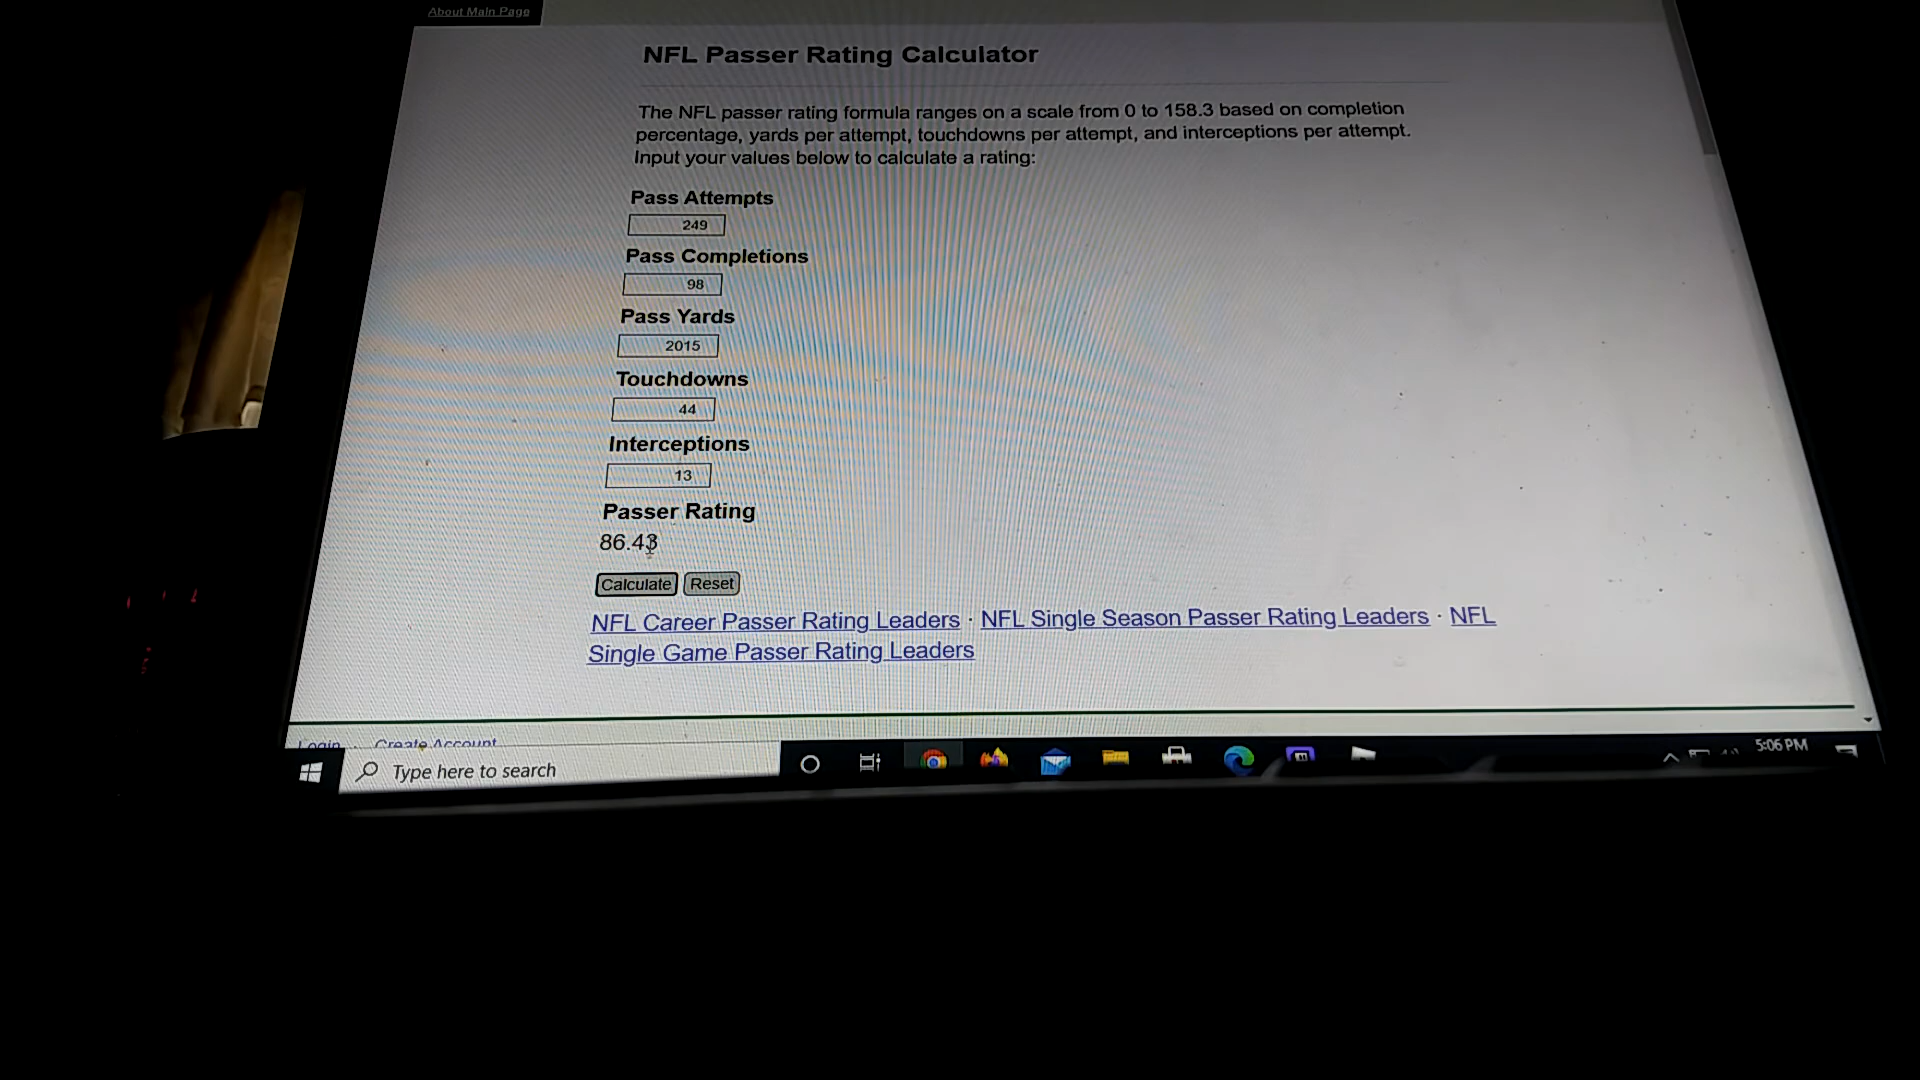 About Main Page
NFL Passer Rating Calculator
The NFL passer rating formula ranges on a scale from 0 to 158.3 based on completion
percentage, yards per attempt, touchdowns per attempt, and interceptions per attempt.
Input your values below to calculate a rating:
Pass Attempts
249
Pass Completions
98
Pass Yards
2015
Touchdowns
44
Interceptions
13
Passer Rating
86.43
Calculate Reset
NFL Career Passer Rating Leaders · NFL Single Season Passer Rating Leaders · NFL
Single Game Passer Rating Leaders
Login Create Account
Type here to search
5:06 PM